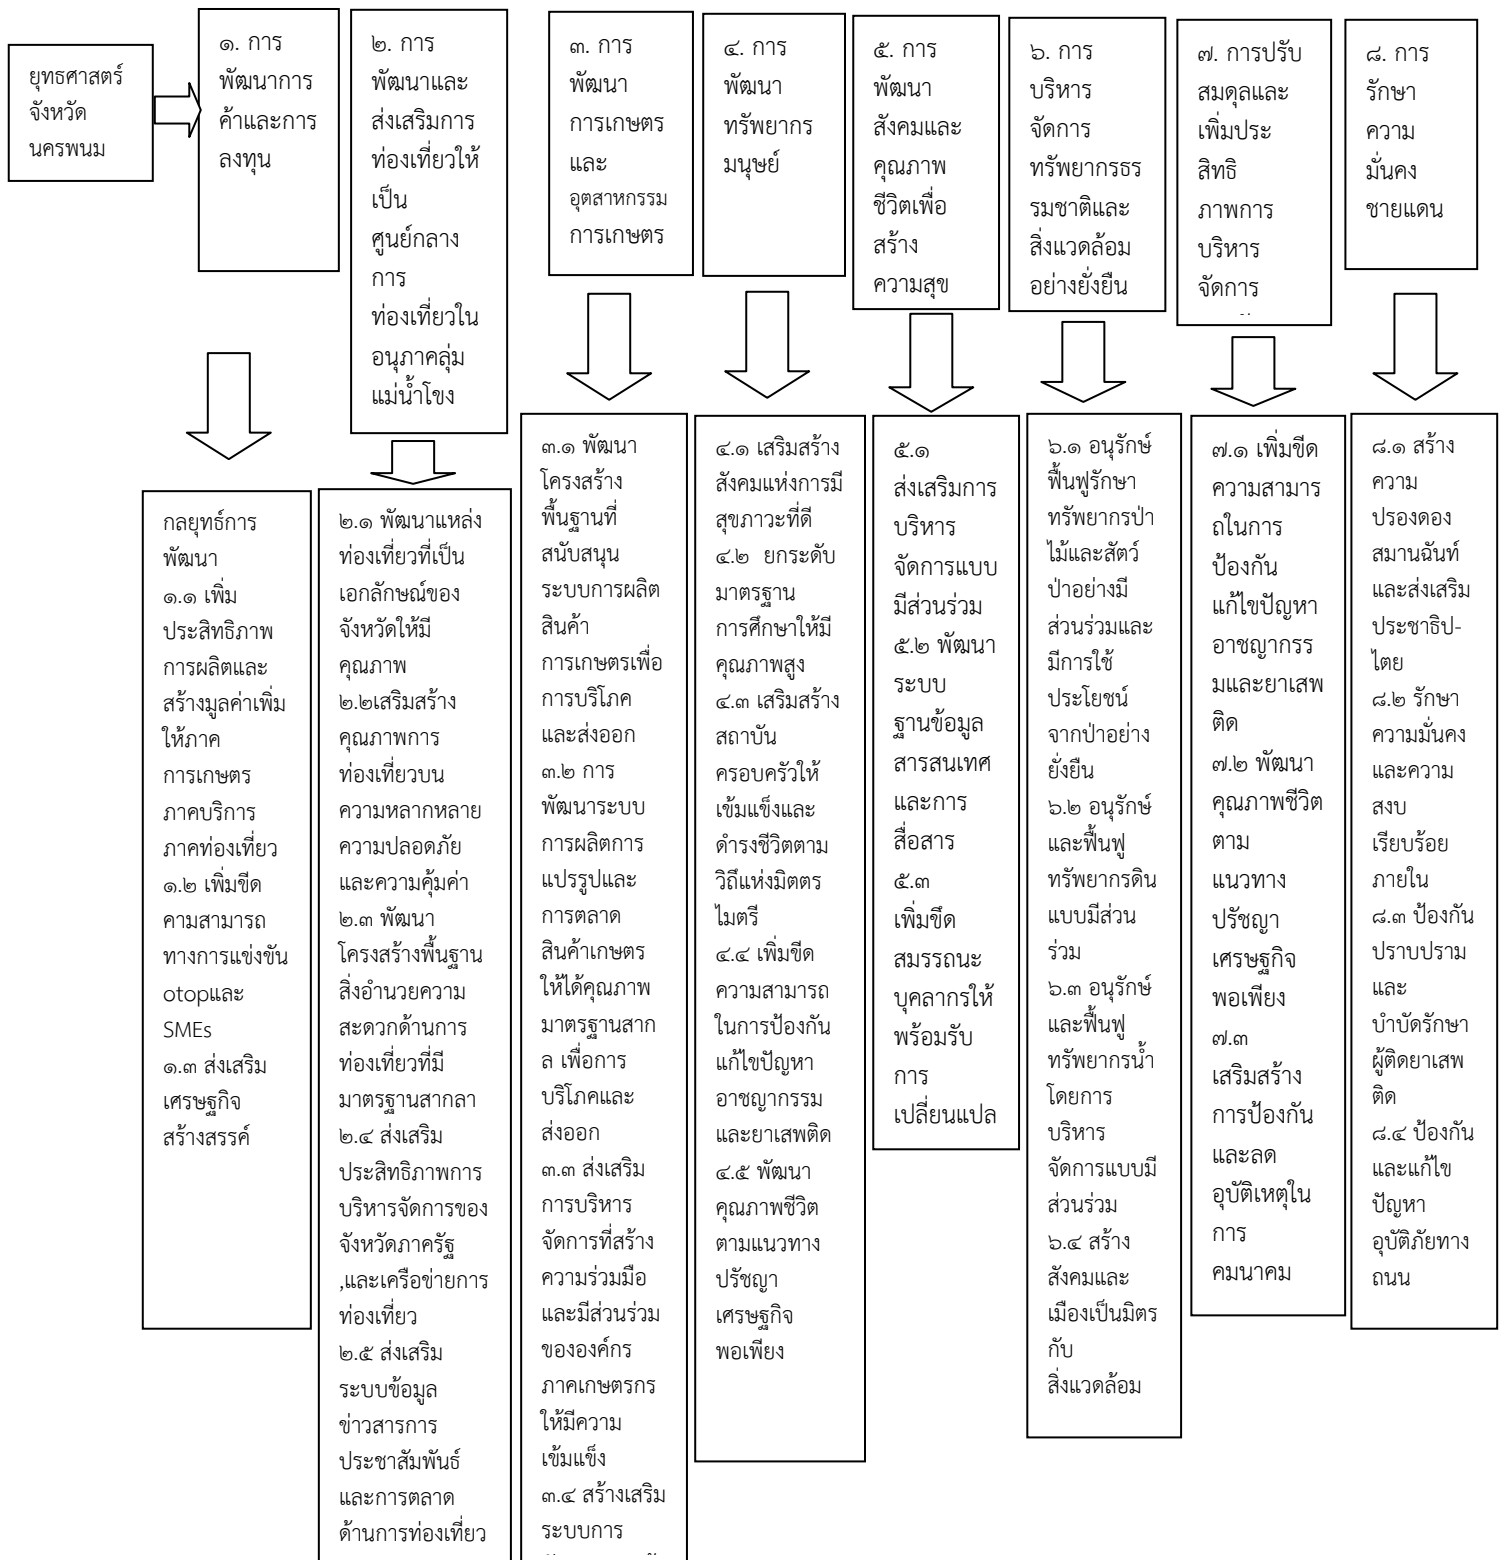 ยุทธศาสตร์
จังหวัด
นครพนม
๑. การ
พัฒนาการ
ค้าและการ
ลงทุน
๒. การ
พัฒนาและ
ส่งเสริมการ
ท่องเที่ยวให้
เป็น
ศูนย์กลาง
การ
ท่องเที่ยวใน
อนุภาคลุ่ม
แม่น้ำโขง
๓. การ
พัฒนา
การเกษตร
และ
อุตสาหกรรม
การเกษตร
๔. การ
พัฒนา
ทรัพยากร
มนุษย์
๕. การ
พัฒนา
สังคมและ
คุณภาพ
ชีวิตเพื่อ
สร้าง
ความสุข
๖. การ
บริหาร
จัดการ
ทรัพยากรธร
รมชาติและ
สิ่งแวดล้อม
อย่างยั่งยืน
๗. การปรับ
สมดุลและ
เพิ่มประ
สิทธิ
ภาพการ
บริหาร
จัดการ
๘. การ
รักษา
ความ
มั่นคง
ชายแดน
กลยุทธ์การ
พัฒนา
๑.๑ เพิ่ม
ประสิทธิภาพ
การผลิตและ
สร้างมูลค่าเพิ่ม
ให้ภาค
การเกษตร
ภาคบริการ
ภาคท่องเที่ยว
๑.๒ เพิ่มขีด
คามสามารถ
ทางการแข่งขัน
otopและ
SMEs
๑.๓ ส่งเสริม
เศรษฐกิจ
สร้างสรรค์
๒.๑ พัฒนาแหล่ง
ท่องเที่ยวที่เป็น
เอกลักษณ์ของ
จังหวัดให้มี
คุณภาพ
๒.๒เสริมสร้าง
คุณภาพการ
ท่องเที่ยวบน
ความหลากหลาย
ความปลอดภัย
และความคุ้มค่า
๒.๓ พัฒนา
โครงสร้างพื้นฐาน
สิ่งอำนวยความ
สะดวกด้านการ
ท่องเที่ยวที่มี
มาตรฐานสากลา
๒.๔ ส่งเสริม
ประสิทธิภาพการ
บริหารจัดการของ
จังหวัดภาครัฐ
,และเครือข่ายการ
ท่องเที่ยว
๒.๕ ส่งเสริม
ระบบข้อมูล
ข่าวสารการ
ประชาสัมพันธ์
และการตลาด
ด้านการท่องเที่ยว
๓.๑ พัฒนา
โครงสร้าง
พื้นฐานที่
สนับสนุน
ระบบการผลิต
สินค้า
การเกษตรเพื่อ
การบริโภค
และส่งออก
๓.๒ การ
พัฒนาระบบ
การผลิตการ
แปรรูปและ
การตลาด
สินค้าเกษตร
ให้ได้คุณภาพ
มาตรฐานสาก
ล เพื่อการ
บริโภคและ
ส่งออก
๓.๓ ส่งเสริม
การบริหาร
จัดการที่สร้าง
ความร่วมมือ
และมีส่วนร่วม
ขององค์กร
ภาคเกษตรกร
ให้มีความ
เข้มแข็ง
๓.๔ สร้างเสริม
ระบบการ
๔.๑ เสริมสร้าง
สังคมแห่งการมี
สุขภาวะที่ดี
๔.๒ ยกระดับ
มาตรฐาน
การศึกษาให้มี
คุณภาพสูง
๔.๓ เสริมสร้าง
สถาบัน
ครอบครัวให้
เข้มแข็งและ
ดำรงชีวิตตาม
วิถีแห่งมิตตร
ไมตรี
๔.๔ เพิ่มขีด
ความสามารถ
ในการป้องกัน
แก้ไขปัญหา
อาชญากรรม
และยาเสพติด
๔.๕ พัฒนา
คุณภาพชีวิต
ตามแนวทาง
ปรัชญา
เศรษฐกิจ
พอเพียง
๕.๑
ส่งเสริมการ
บริหาร
จัดการแบบ
มีส่วนร่วม
๕.๒ พัฒนา
ระบบ
ฐานข้อมูล
สารสนเทศ
และการ
สื่อสาร
๕.๓
เพิ่มขีด
สมรรถนะ
บุคลากรให้
พร้อมรับ
การ
เปลี่ยนแปล
๖.๑ อนุรักษ์
ฟื้นฟูรักษา
ทรัพยากรป่า
ไม้และสัตว์
ป่าอย่างมี
ส่วนร่วมและ
มีการใช้
ประโยชน์
จากป่าอย่าง
ยั่งยืน
๖.๒ อนุรักษ์
และฟื้นฟู
ทรัพยากรดิน
แบบมีส่วน
ร่วม
๖.๓ อนุรักษ์
และฟื้นฟู
ทรัพยากรน้ำ
โดยการ
บริหาร
จัดการแบบมี
ส่วนร่วม
๖.๔ สร้าง
สังคมและ
เมืองเป็นมิตร
กับ
สิ่งแวดล้อม
๗.๑ เพิ่มขีด
ความสามาร
ถในการ
ป้องกัน
แก้ไขปัญหา
อาชญากรร
มและยาเสพ
ติด
๗.๒ พัฒนา
คุณภาพชีวิต
ตาม
แนวทาง
ปรัชญา
เศรษฐกิจ
พอเพียง
๗.๓
เสริมสร้าง
การป้องกัน
และลด
อุบัติเหตุใน
การ
คมนาคม
๘.๑ สร้าง
ความ
ปรองดอง
สมานฉันท์
และส่งเสริม
ประชาธิป-
ไตย
๘.๒ รักษา
ความมั่นคง
และความ
สงบ
เรียบร้อย
ภายใน
๘.๓ ป้องกัน
ปราบปราม
และ
บำบัดรักษา
ผู้ติดยาเสพ
ติด
๘.๔ ป้องกัน
และแก้ไข
ปัญหา
อุบัติภัยทาง
ถนน